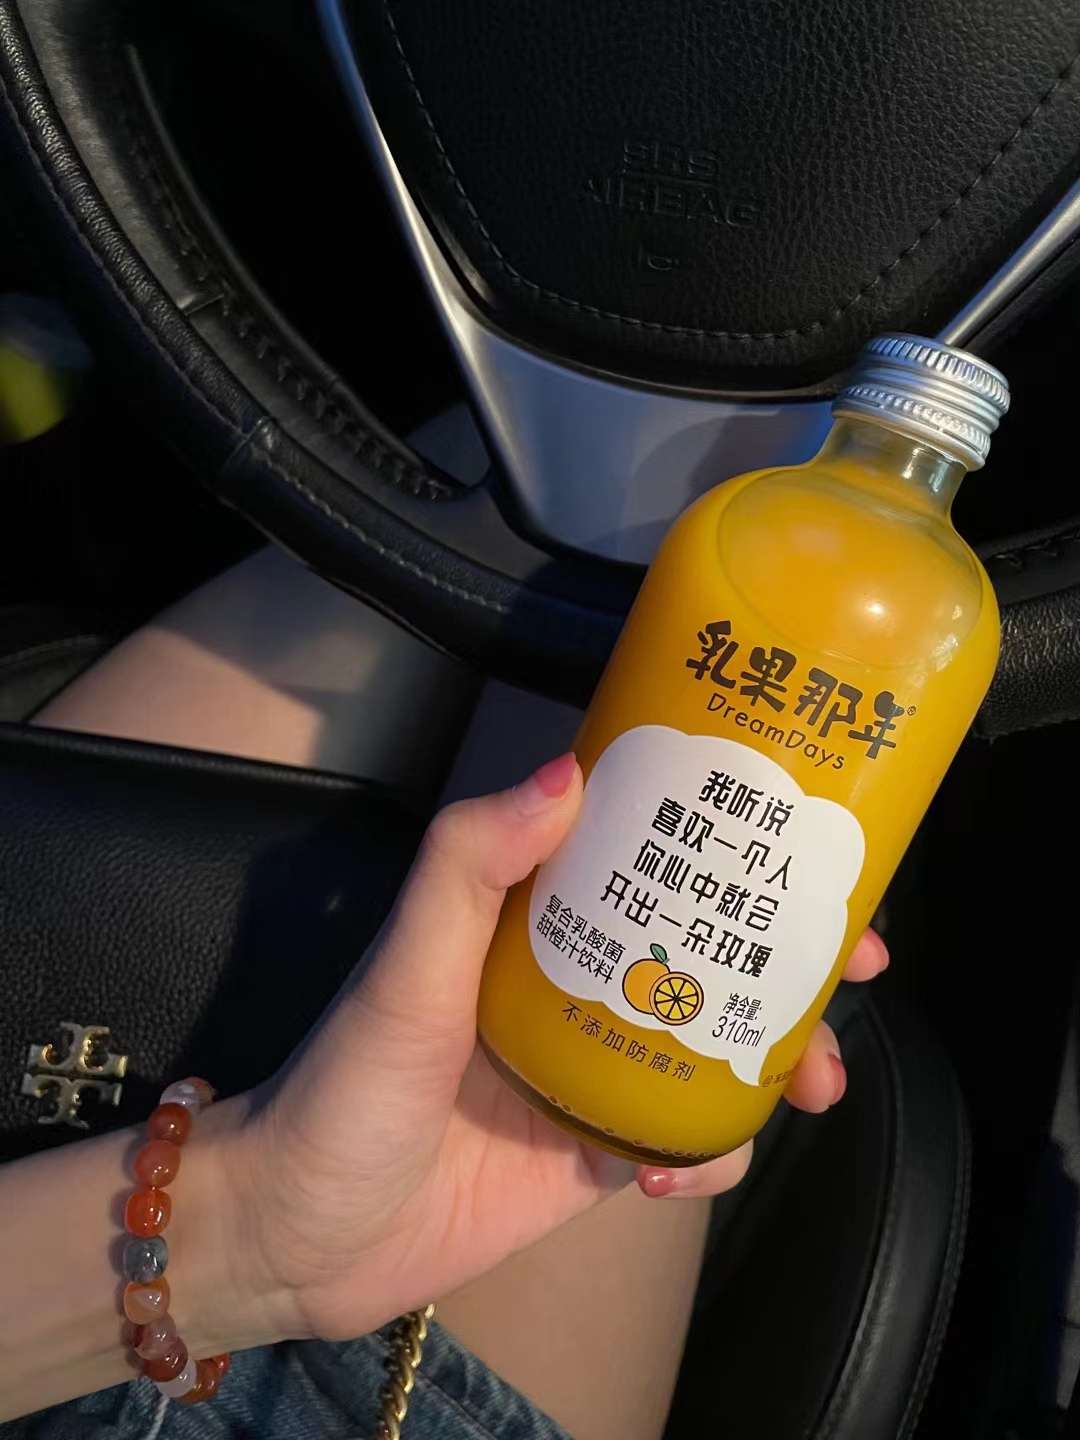 SRS
AIRBAG
乳果那年®
DreamDays
我听说
喜欢一个人
你心中就会
开出一朵玫瑰
复合乳酸菌
甜橙汁饮料
净含量:
310ml
不添加防腐剂